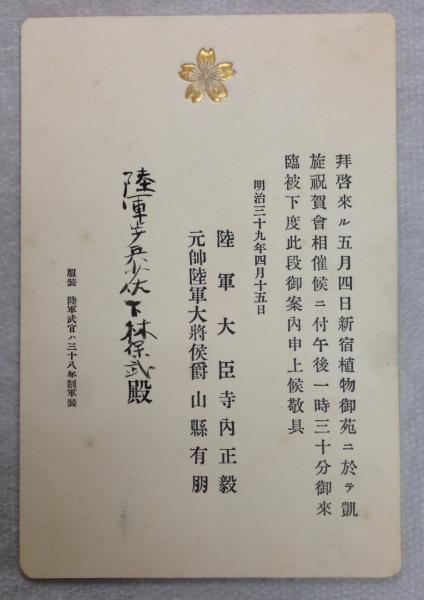 拜啓來ル五月四日新宿植物御苑ニ於テ凱
旋祝賀會相催候ニ付午後一時三十分御來
臨被下度此段御案內申上候敬具
明治三十九年四月十五日
陸軍大臣寺內正毅
元帥陸軍大將侯爵山縣有朋
陸軍步兵少佐下林保武殿
服裝 陸軍武官ハ三十八年制軍裝